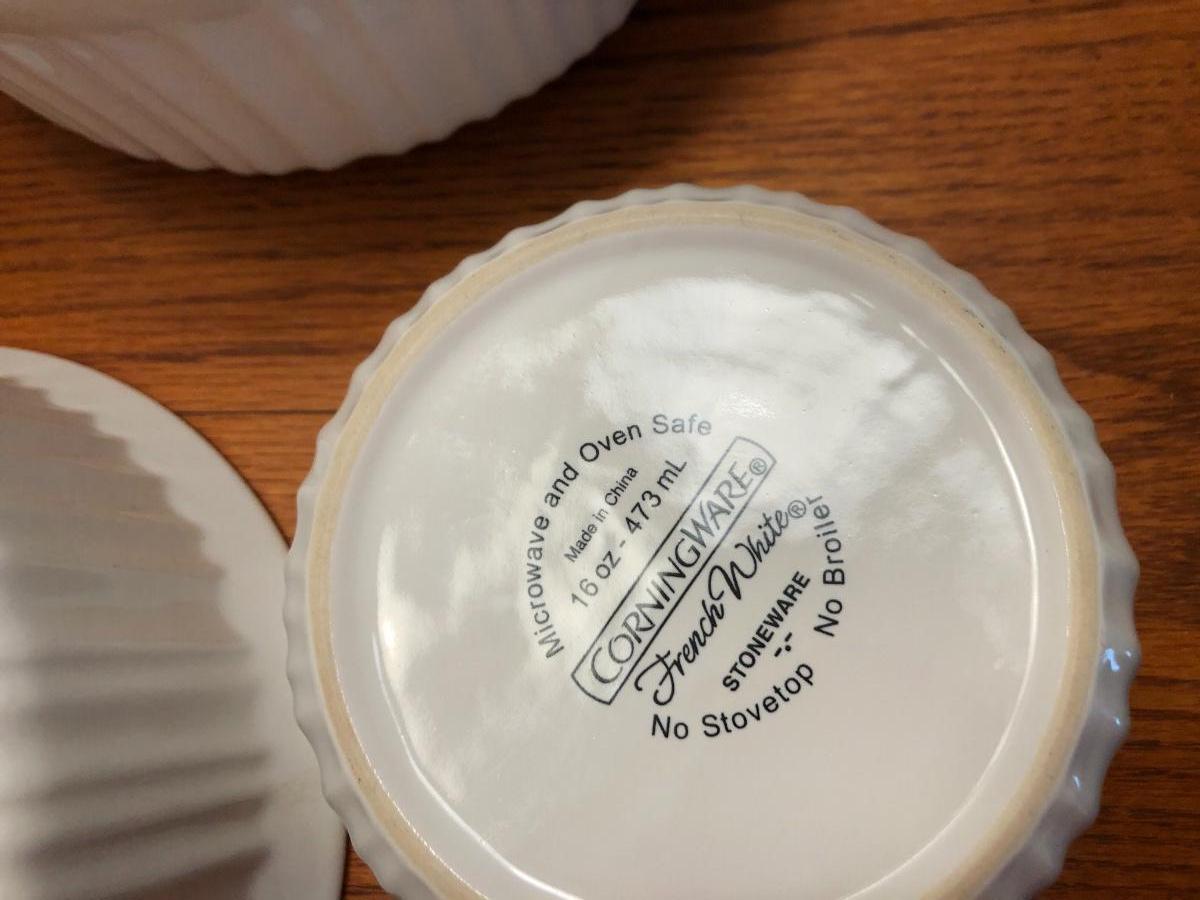 Microwave and Oven Safe
Made in China
16 oz - 473 mL
CORNINGWARE®
French White®
STONEWARE
No Stovetop No Broiler